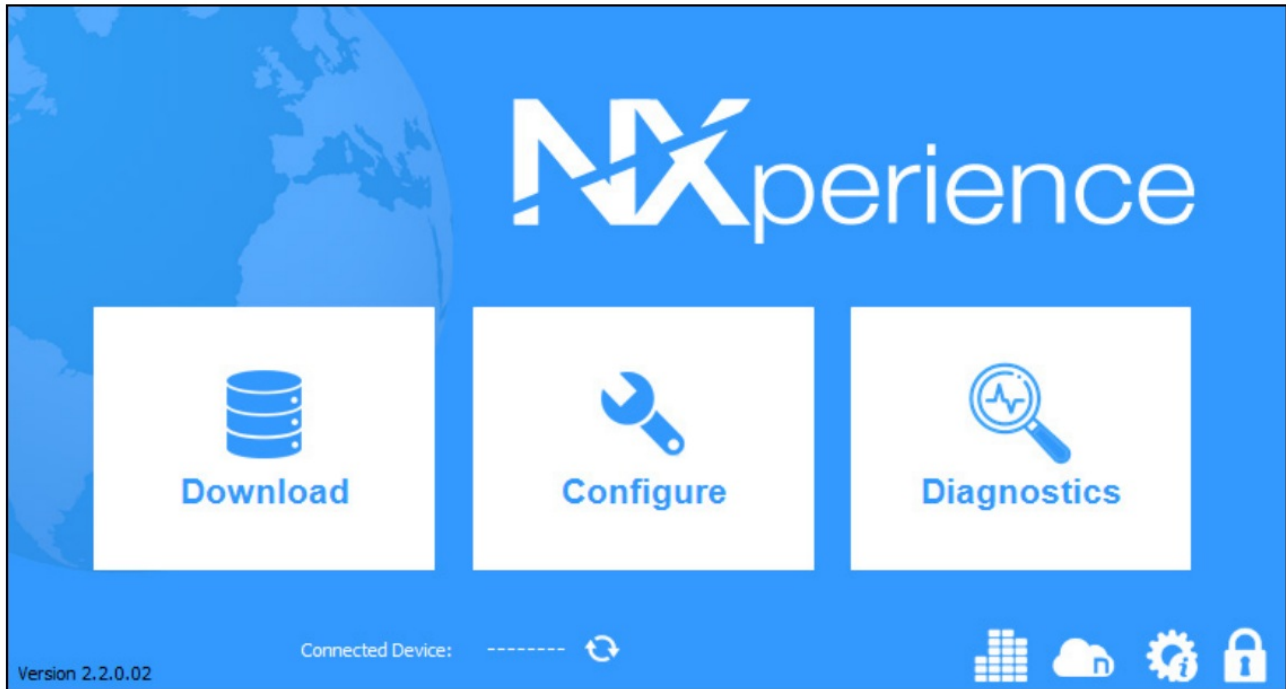 NXperience
Download
Configure
Diagnostics
Connected Device: --------
Version 2.2.0.02
n
i